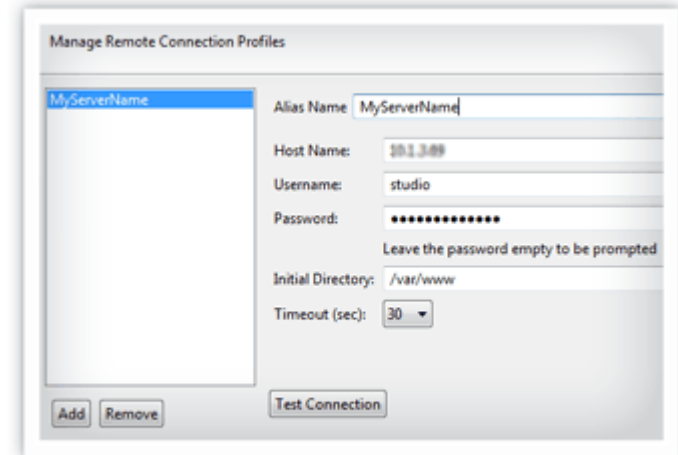 Manage Remote Connection Profiles
MyServerName
Alias Name MyServerName
Host Name:
Username: studio
Password: •••••••••••••
Leave the password empty to be prompted
Initial Directory: /var/www
Timeout (sec): 30
Add Remove
Test Connection